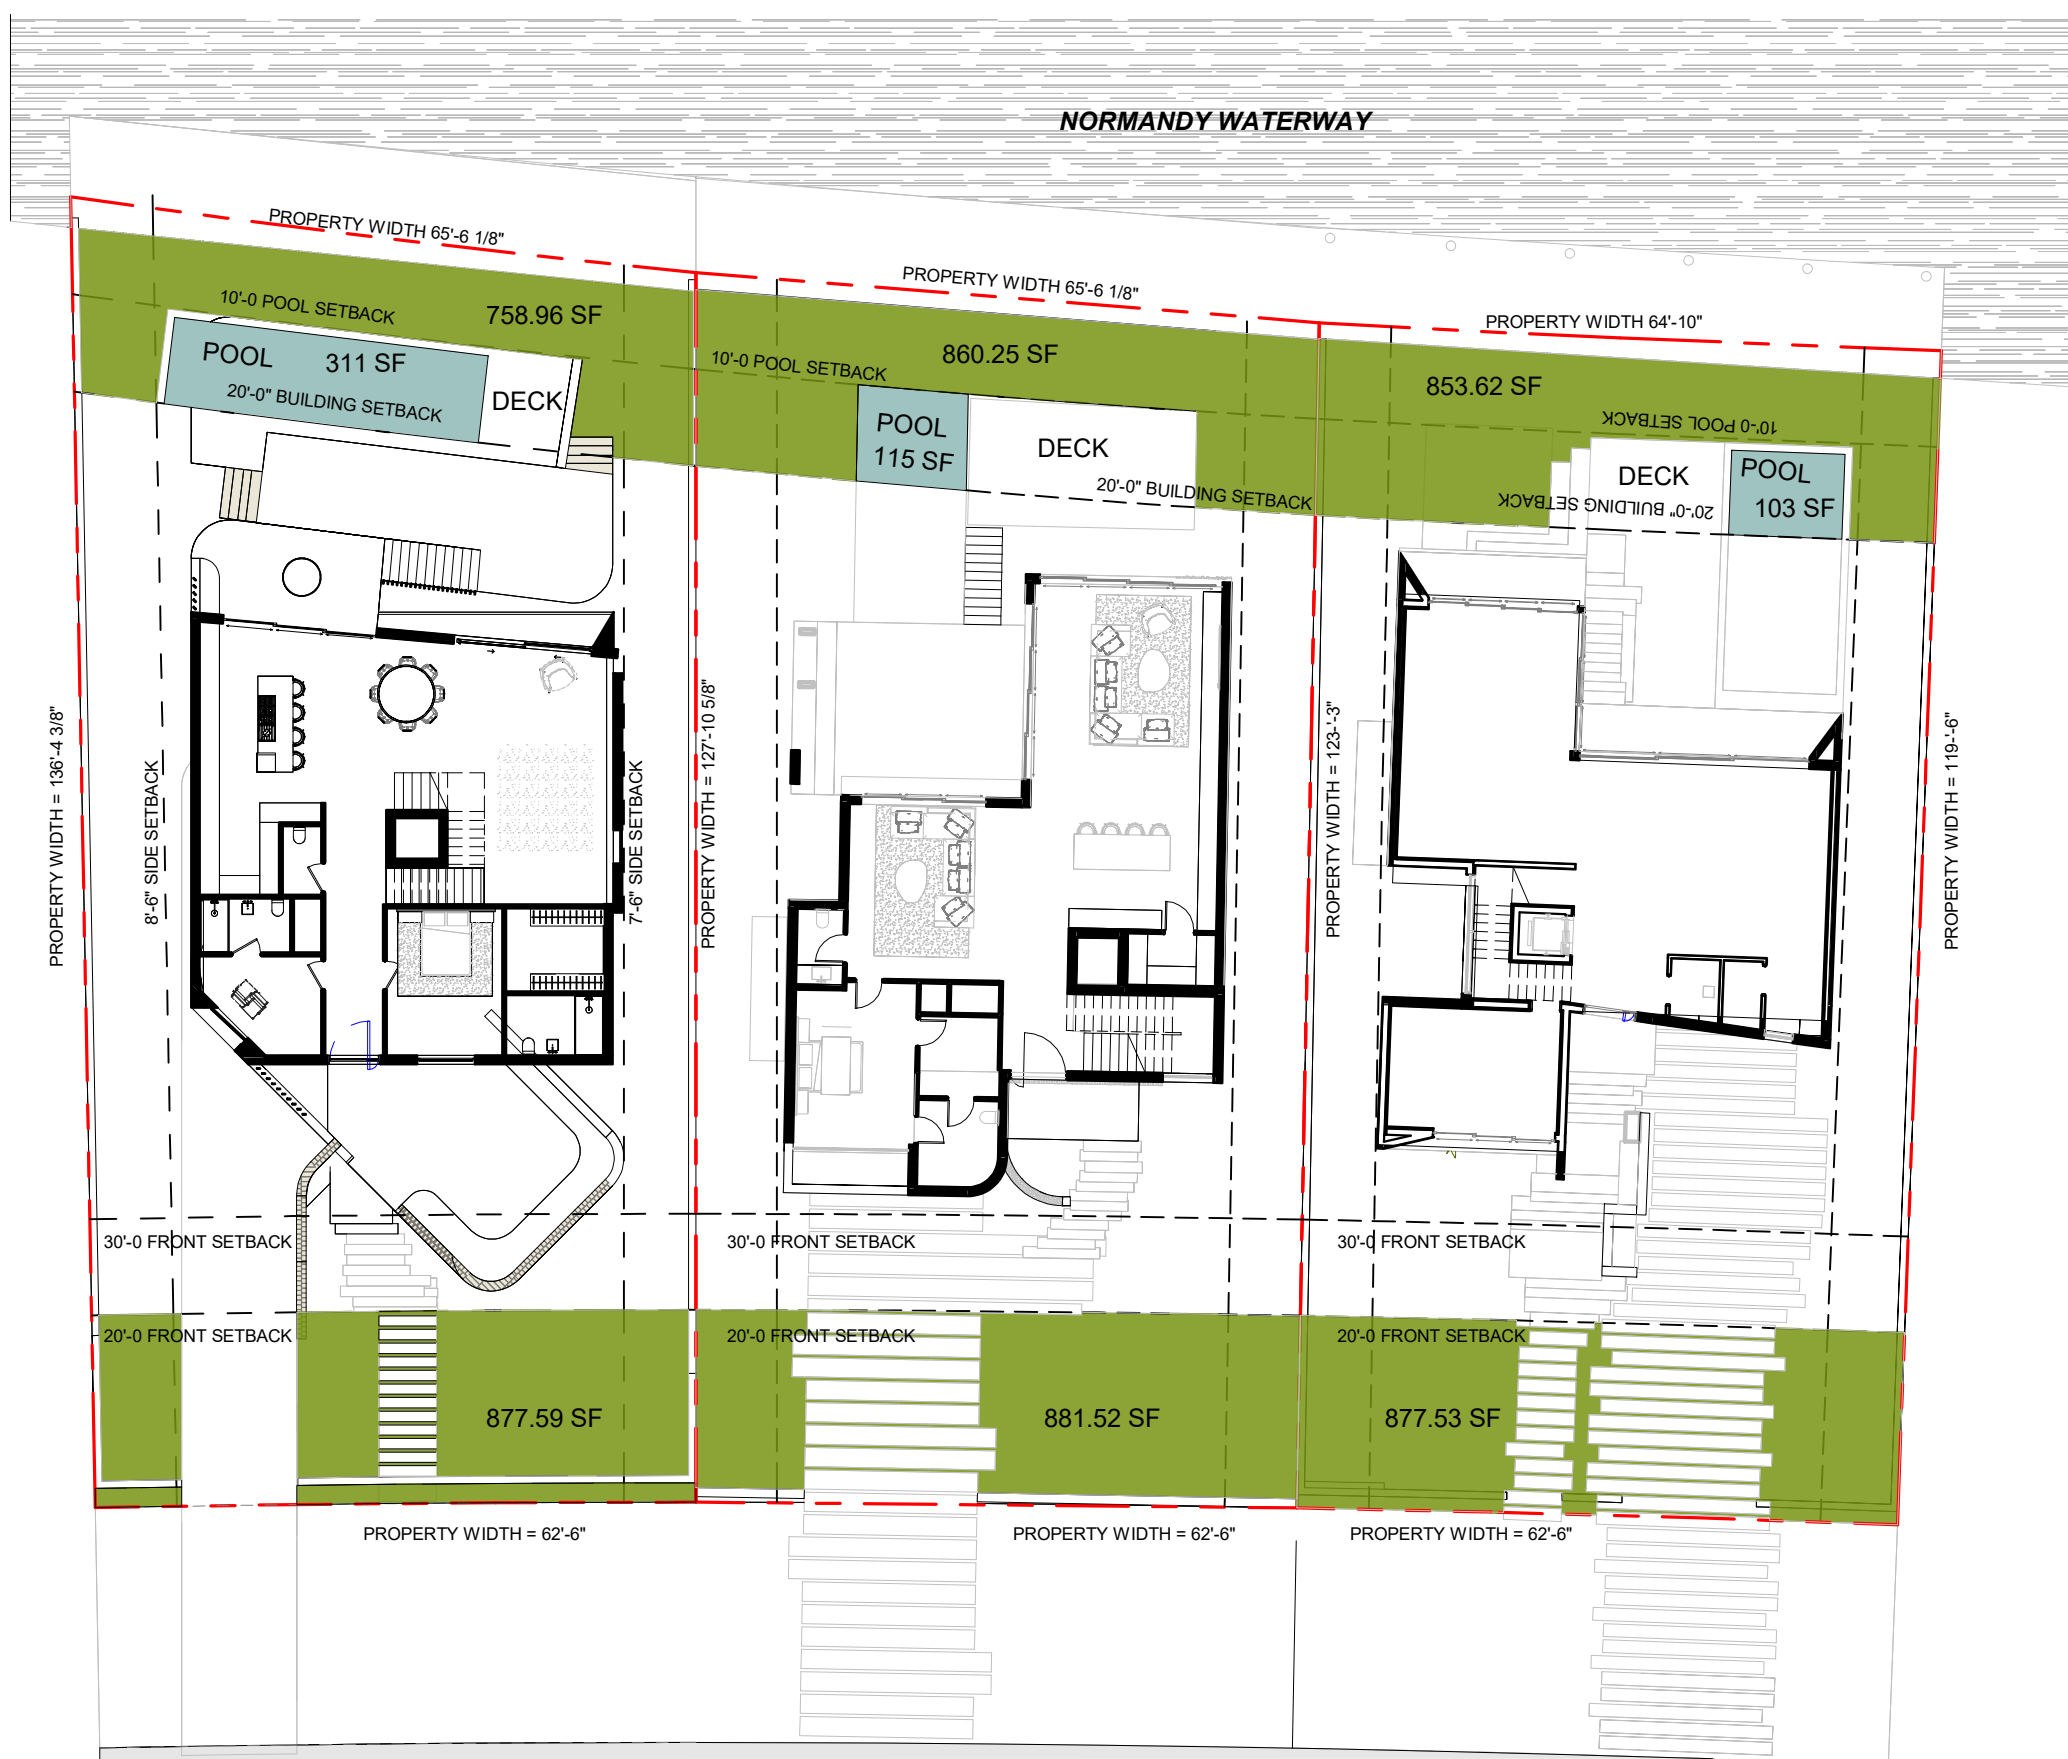 NORMANDY WATERWAY
PROPERTY WIDTH 65'-6 1/8"
PROPERTY WIDTH 65'-6 1/8"
PROPERTY WIDTH 64'-10"
10'-0 POOL SETBACK
758.96 SF
POOL
311 SF
20'-0" BUILDING SETBACK
DECK
10'-0 POOL SETBACK
860.25 SF
POOL
115 SF
DECK
20'-0" BUILDING SETBACK
853.62 SF
10'-0 POOL SETBACK
DECK
POOL
103 SF
20'-0" BUILDING SETBACK
PROPERTY WIDTH = 136'-4 3/8"
8'-6" SIDE SETBACK
7'-6" SIDE SETBACK
PROPERTY WIDTH = 127'-10 5/8"
PROPERTY WIDTH = 123-'-3"
PROPERTY WIDTH = 119-'-6"
30'-0 FRONT SETBACK
30'-0 FRONT SETBACK
30'-0 FRONT SETBACK
20'-0 FRONT SETBACK
20'-0 FRONT SETBACK
20'-0 FRONT SETBACK
877.59 SF
881.52 SF
877.53 SF
PROPERTY WIDTH = 62'-6"
PROPERTY WIDTH = 62'-6"
PROPERTY WIDTH = 62'-6"